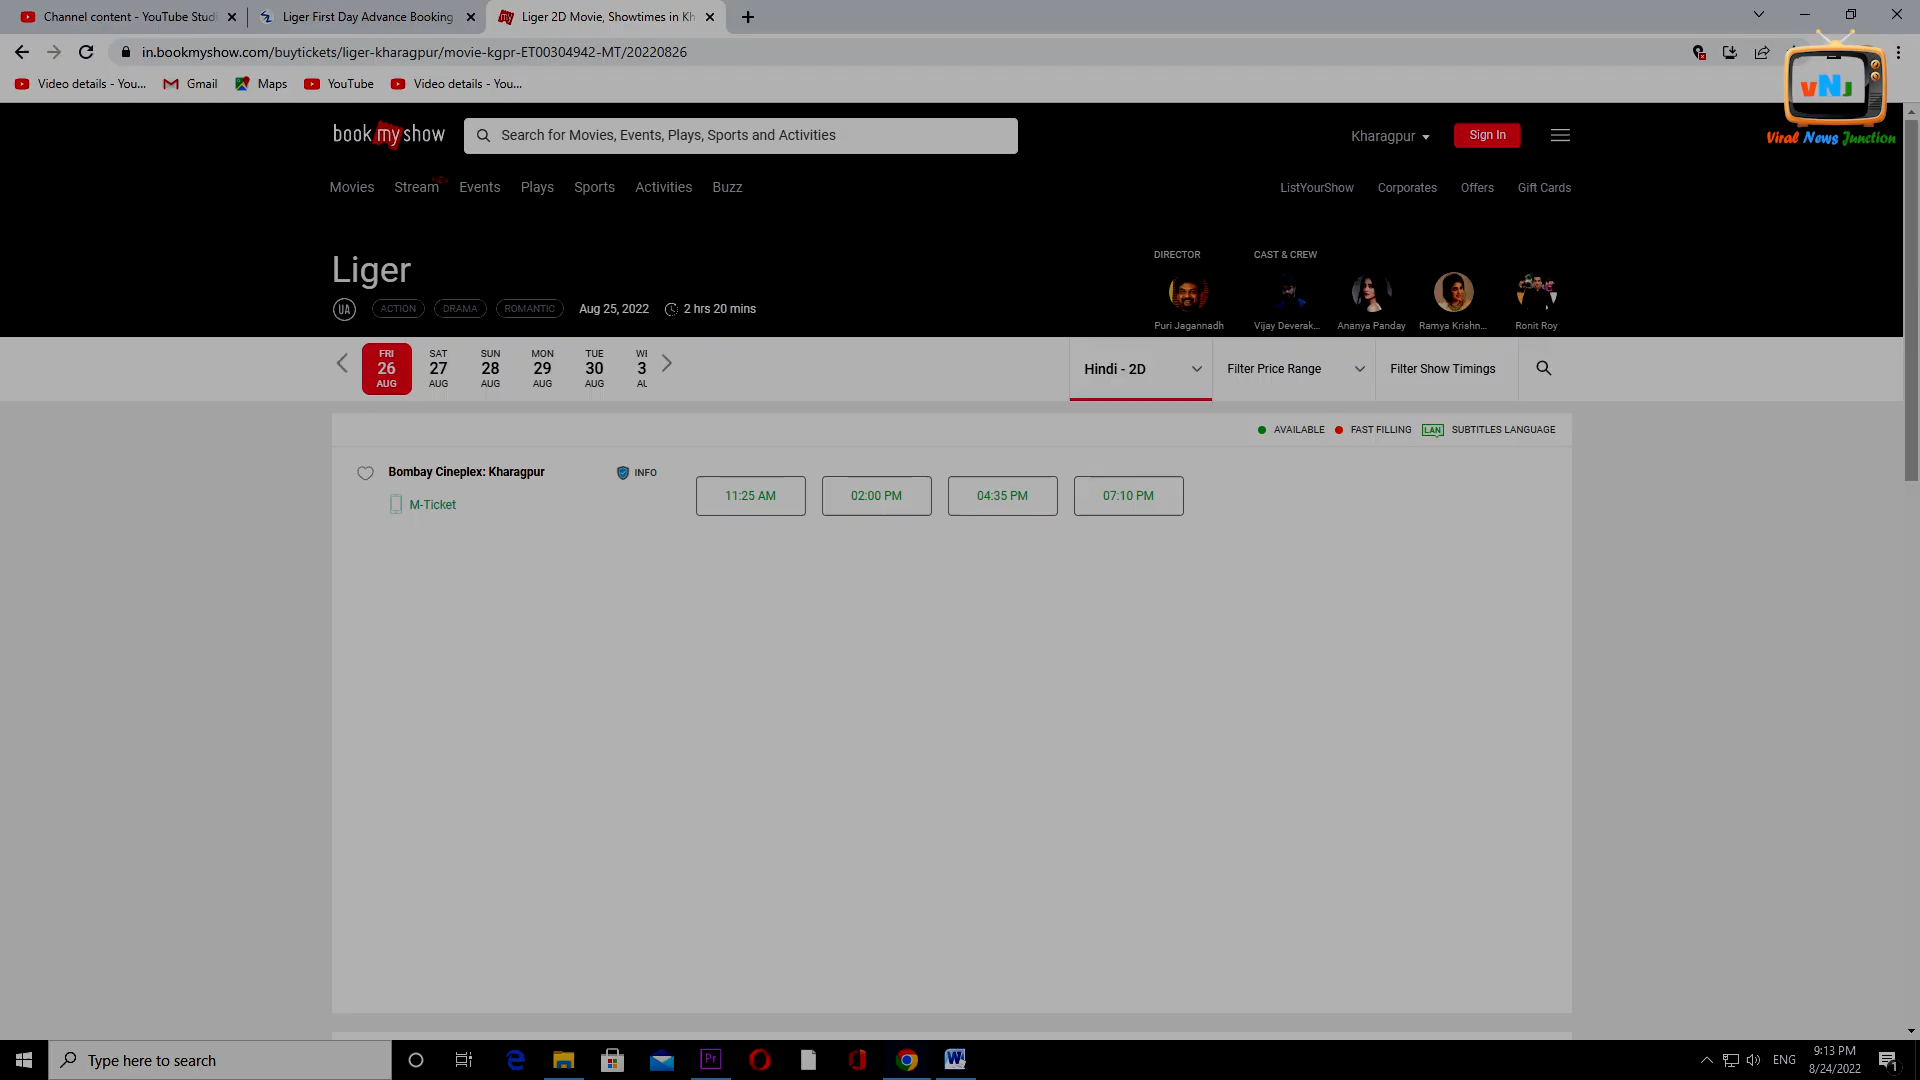 Channel content - YouTube Studi
Liger First Day Advance Booking
Liger 2D Movie, Showtimes in Kh
in.bookmyshow.com/buytickets/liger-kharagpur/movie-kgpr-ET00304942-MT/20220826
Video details - You...
Gmail
Maps
YouTube
Video details - You...
VNJ
Viral News Junction
book my show
Search for Movies, Events, Plays, Sports and Activities
Kharagpur
Sign In
Movies
Stream
Events
Plays
Sports
Activities
Buzz
ListYourShow
Corporates
Offers
Gift Cards
Liger
DIRECTOR
CAST & CREW
UA
ACTION
DRAMA
ROMANTIC
Aug 25, 2022
2 hrs 20 mins
Puri Jagannadh
Vijay Deverak...
Ananya Panday
Ramya Krishn...
Ronit Roy
FRI
26
AUG
SAT
27
AUG
SUN
28
AUG
MON
29
AUG
TUE
30
AUG
WE
3
AU
Hindi - 2D
Filter Price Range
Filter Show Timings
AVAILABLE
FAST FILLING
LAN
SUBTITLES LANGUAGE
Bombay Cineplex: Kharagpur
INFO
M-Ticket
11:25 AM
02:00 PM
04:35 PM
07:10 PM
Type here to search
Pr
W
ENG
9:13 PM
8/24/2022
1